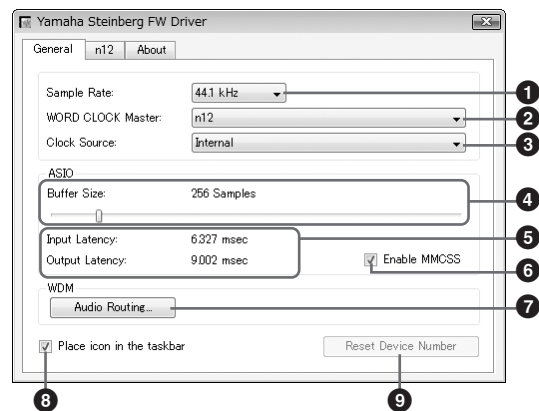 Yamaha Steinberg FW Driver
General n12 About
Sample Rate: 44.1 kHz 1
WORD CLOCK Master: n12 2
Clock Source: Internal 3
ASIO
Buffer Size: 256 Samples 4
Input Latency: 6.327 msec 5
Output Latency: 9.002 msec Enable MMCSS 6
WDM
Audio Routing... 7
Place icon in the taskbar Reset Device Number
8 9